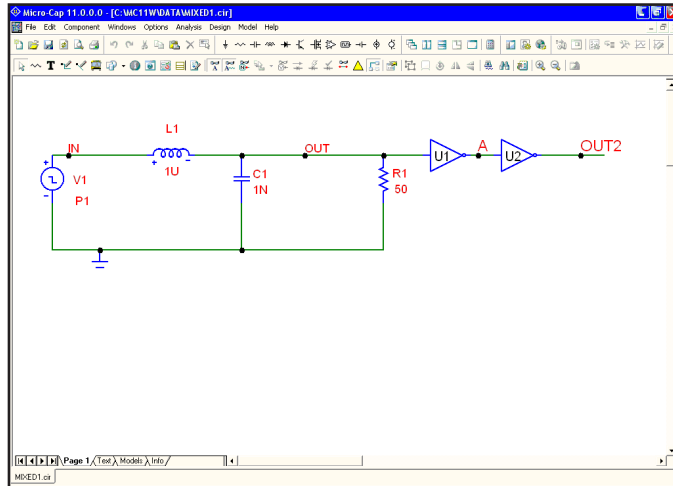 Micro-Cap 11.0.0.0 - [C:\MC11W\DATA\MIXED1.cir]
File Edit Component Windows Options Analysis Design Model Help
T
L1
IN
OUT
A
OUT2
1U
V1
P1
C1
1N
R1
50
U1
U2
Page 1 Text Models Info
MIXED1.cir